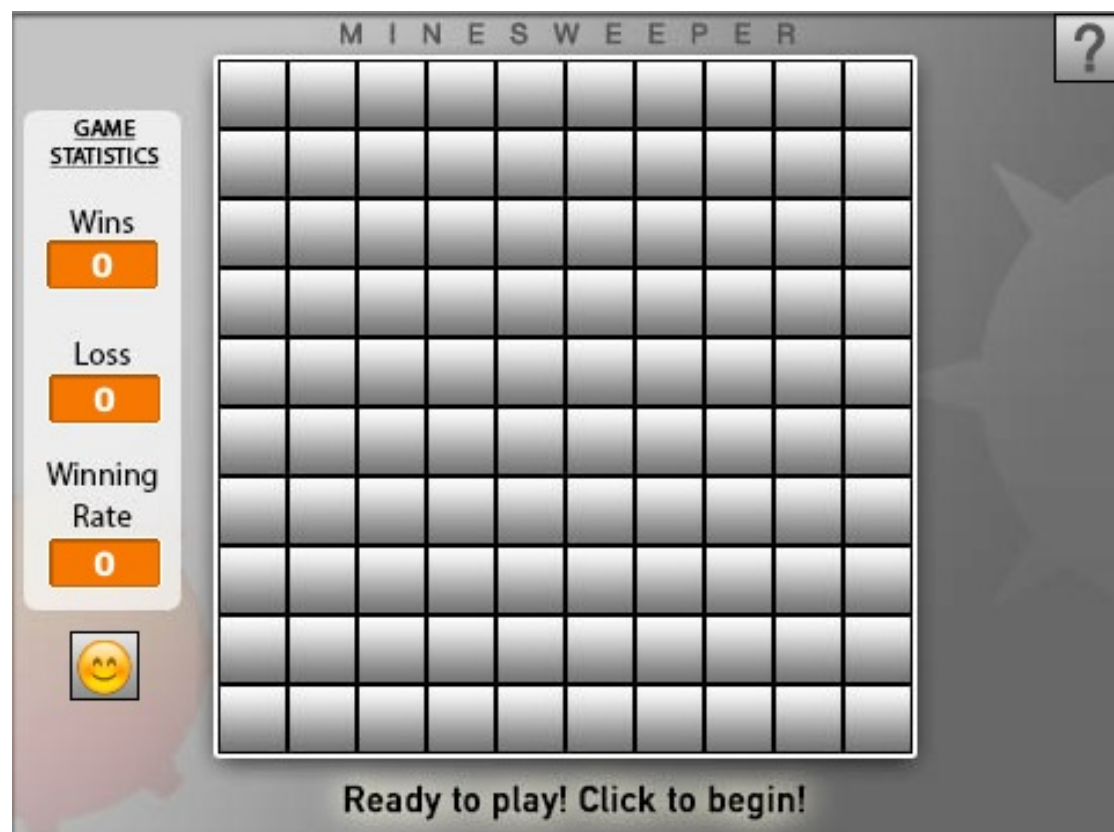 MINESWEEPER
?
GAME
STATISTICS
Wins
0
Loss
0
Winning
Rate
0
Ready to play! Click to begin!